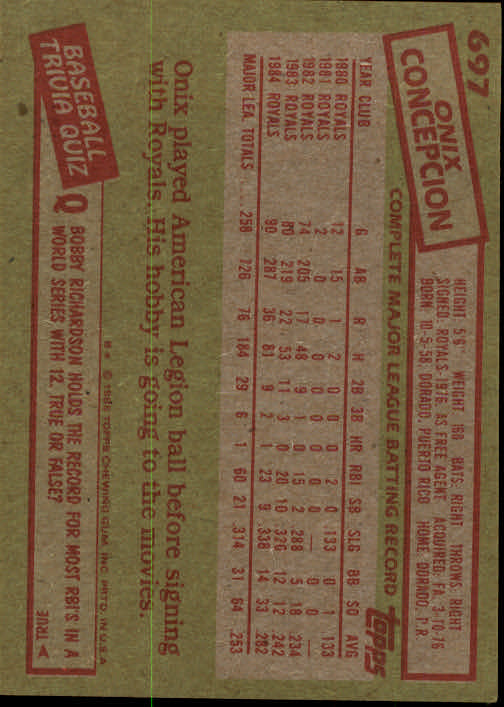 697
ONIX
CONCEPCION
HEIGHT: 5'6" WEIGHT: 160 BATS: RIGHT THROWS: RIGHT
SIGNED: ROYALS-1976, AS FREE AGENT ACQUIRED: FA, 3-10-76
BORN: 10-5-58, DORADO, PUERTO RICO HOME: DORADO, P.R.
COMPLETE MAJOR LEAGUE BATTING RECORD
topps
YEAR CLUB G AB R H 2B 3B HR RBI SB SLG BB SO AVG
1980 ROYALS 12 15 1 2 0 0 0 2 0 .133 0 1 .133
1981 ROYALS 2 0 0 0 0 0 0 0 0 — 0 0 —
1982 ROYALS 74 205 17 48 9 1 0 15 2 .288 5 18 .234
1983 ROYALS 80 219 22 53 11 3 0 20 10 .326 12 12 .242
1984 ROYALS 90 287 36 81 9 2 1 23 9 .338 14 33 .282
MAJOR LEA. TOTALS 258 726 76 184 29 6 1 60 21 .314 31 64 .253
Onix played American Legion ball before signing
with Royals. His hobby is going to the movies.
© 1985 TOPPS CHEWING GUM, INC. PRTD. IN U.S.A.
BASEBALL
TRIVIA QUIZ
Q BOBBY RICHARDSON HOLDS THE RECORD FOR MOST RBI'S IN A
WORLD SERIES WITH 12. TRUE OR FALSE?
A TRUE